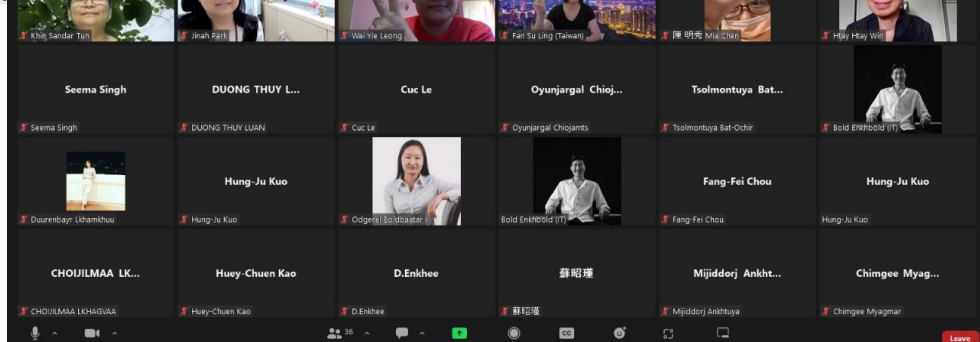 Khin Sandar Tun
Jinah Park
Wai Yie Leong
Fan Su Ling (Taiwan)
陳 明秀 Mia Chen
Htay Htay Win
Seema Singh
DUONG THUY L...
Cuc Le
Oyunjargal Chioj...
Tsolmontuya Bat...
Seema Singh
DUONG THUY LUAN
Cuc Le
Oyunjargal Chiojamts
Tsolmontuya Bat-Ochir
Bold Enkhbold (IT)
Hung-Ju Kuo
Fang-Fei Chou
Hung-Ju Kuo
Duurenbayr Lkhamkhuu
Hung-Ju Kuo
Odgerel Boldbaatar
Bold Enkhbold (IT)
Fang-Fei Chou
Hung-Ju Kuo
CHOIJILMAA LK...
Huey-Chuen Kao
D.Enkhee
蘇昭瑾
Mijiddorj Ankht...
Chimgee Myag...
CHOIJILMAA LKHAGVAA
Huey-Chuen Kao
D.Enkhee
蘇昭瑾
Mijiddorj Ankhtuya
Chimgee Myagmar
36
CC
Leave